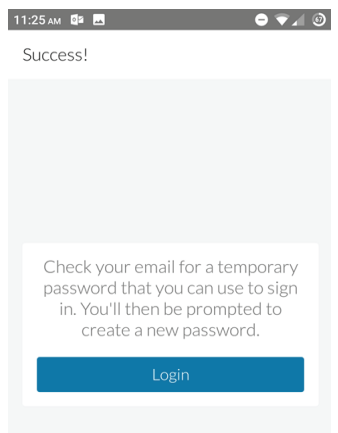 11:25 AM 67
Success!
Check your email for a temporary
password that you can use to sign
in. You'll then be prompted to
create a new password.
Login